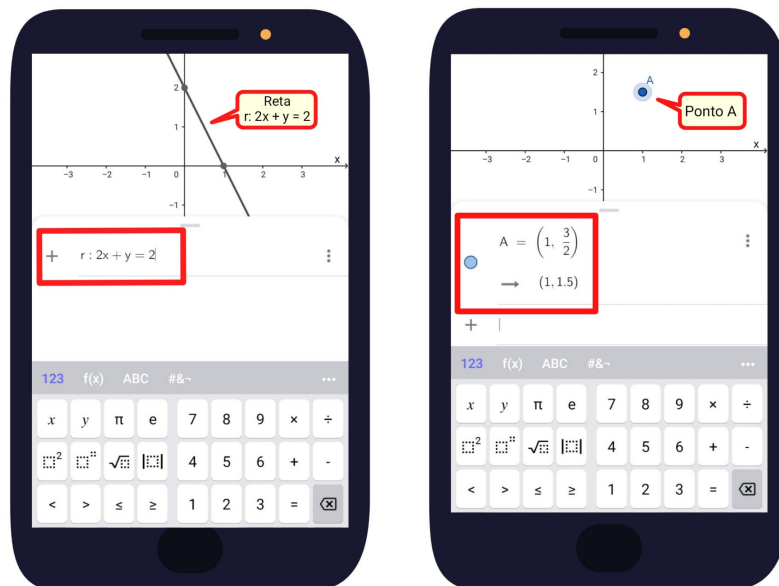 2
Reta
r: 2x + y = 2
1
x
-3 -2 -1 0 1 2 3
-1
+ r : 2x + y = 2
123 f(x) ABC #&¬ ...
x y π e 7 8 9 × ÷
⬚² ⬚⬚ √⬚ |⬚| 4 5 6 + -
< > ≤ ≥ 1 2 3 = ⌫
2
A
1
Ponto A
x
-3 -2 -1 0 1 2 3
-1
A = (1, 3/2)
→ (1, 1.5)
+
123 f(x) ABC #&¬ ...
x y π e 7 8 9 × ÷
⬚² ⬚⬚ √⬚ |⬚| 4 5 6 + -
< > ≤ ≥ 1 2 3 = ⌫